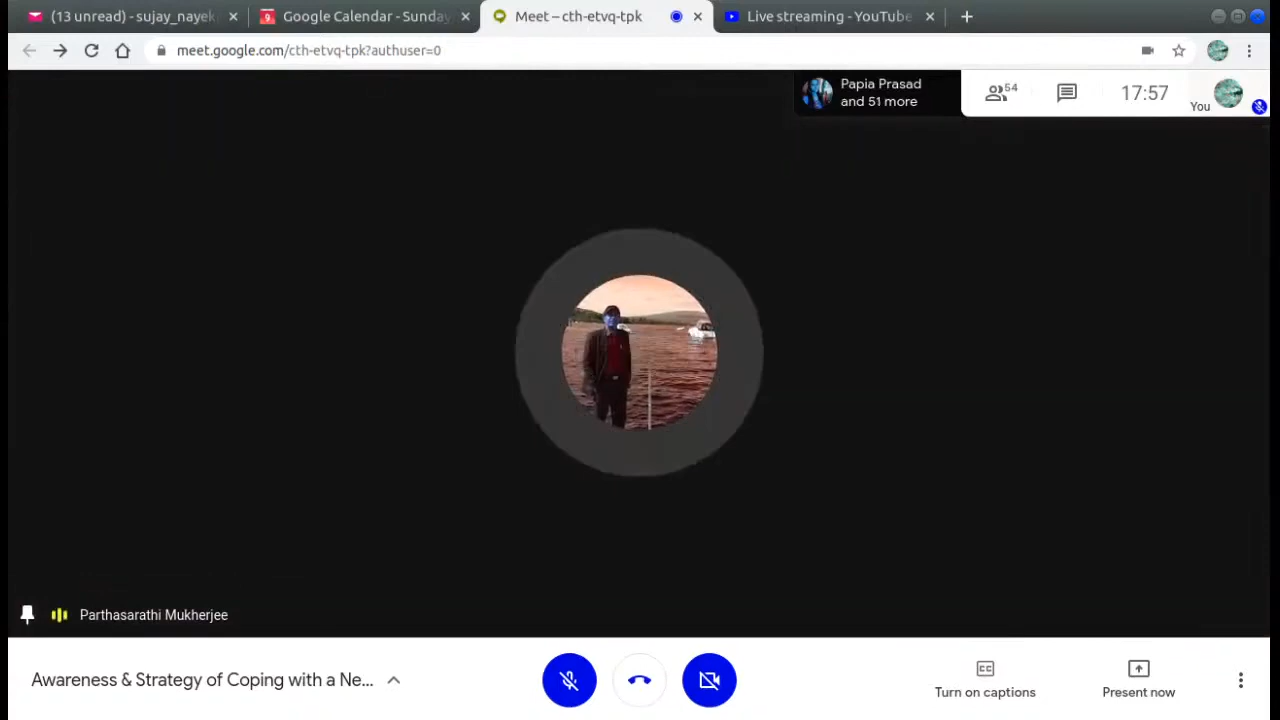 (13 unread) - sujay_nayek
Google Calendar - Sunday
Meet – cth-etvq-tpk
Live streaming - YouTube
meet.google.com/cth-etvq-tpk?authuser=0
Papia Prasad
and 51 more
54
17:57
You
Parthasarathi Mukherjee
Awareness & Strategy of Coping with a Ne...
CC
Turn on captions
Present now